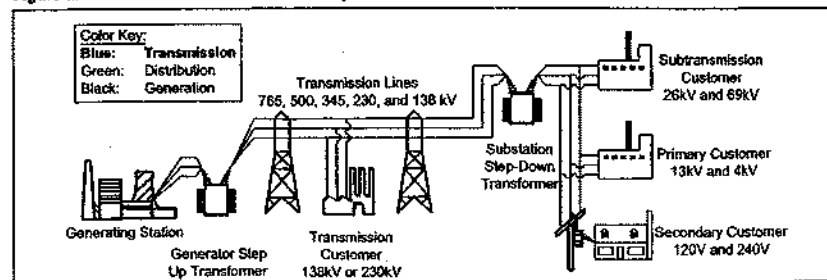 Color Key:
Blue: Transmission
Green: Distribution
Black: Generation
Transmission Lines
765, 500, 345, 230, and 138 kV
Subtransmission
Customer
26kV and 69kV
Substation
Step-Down
Transformer
Primary Customer
13kV and 4kV
Generating Station
Generator Step
Up Transformer
Transmission
Customer
138kV or 230kV
Secondary Customer
120V and 240V